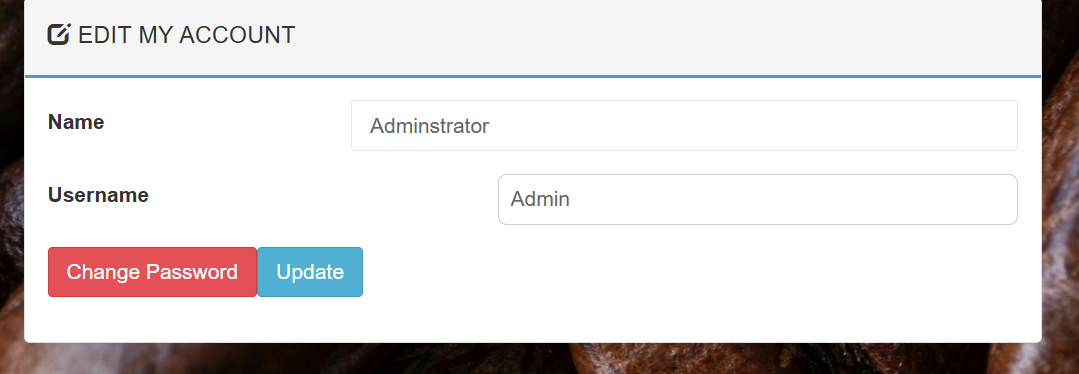 EDIT MY ACCOUNT
Name
Adminstrator
Username
Admin
Change Password Update